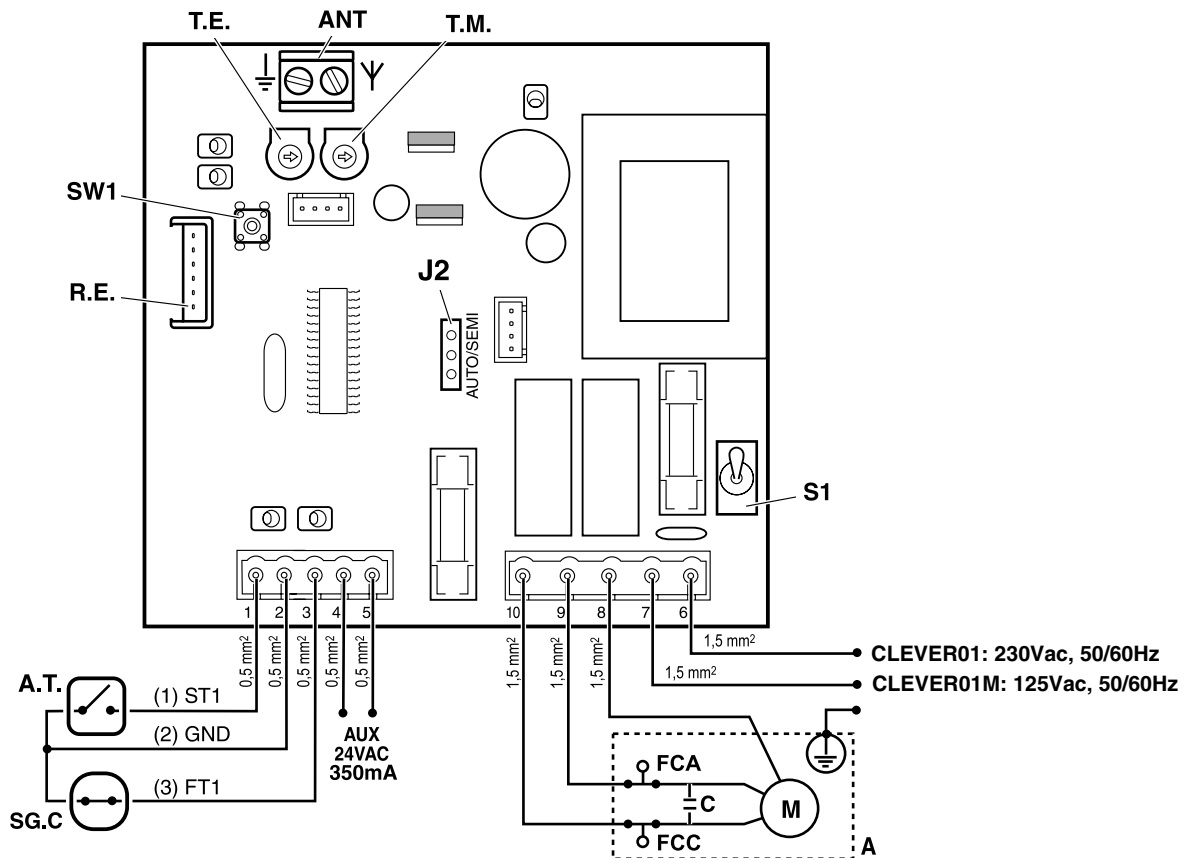 T.E.
ANT
T.M.
SW1
R.E.
J2
AUTO/SEMI
S1
1 2 3 4 5
10 9 8 7 6
0,5 mm²
0,5 mm²
0,5 mm²
0,5 mm²
0,5 mm²
1,5 mm²
1,5 mm²
1,5 mm²
1,5 mm²
1,5 mm²
CLEVER01: 230Vac, 50/60Hz
CLEVER01M: 125Vac, 50/60Hz
A.T.
(1) ST1
(2) GND
(3) FT1
SG.C
AUX
24VAC
350mA
FCA
C
M
FCC
A